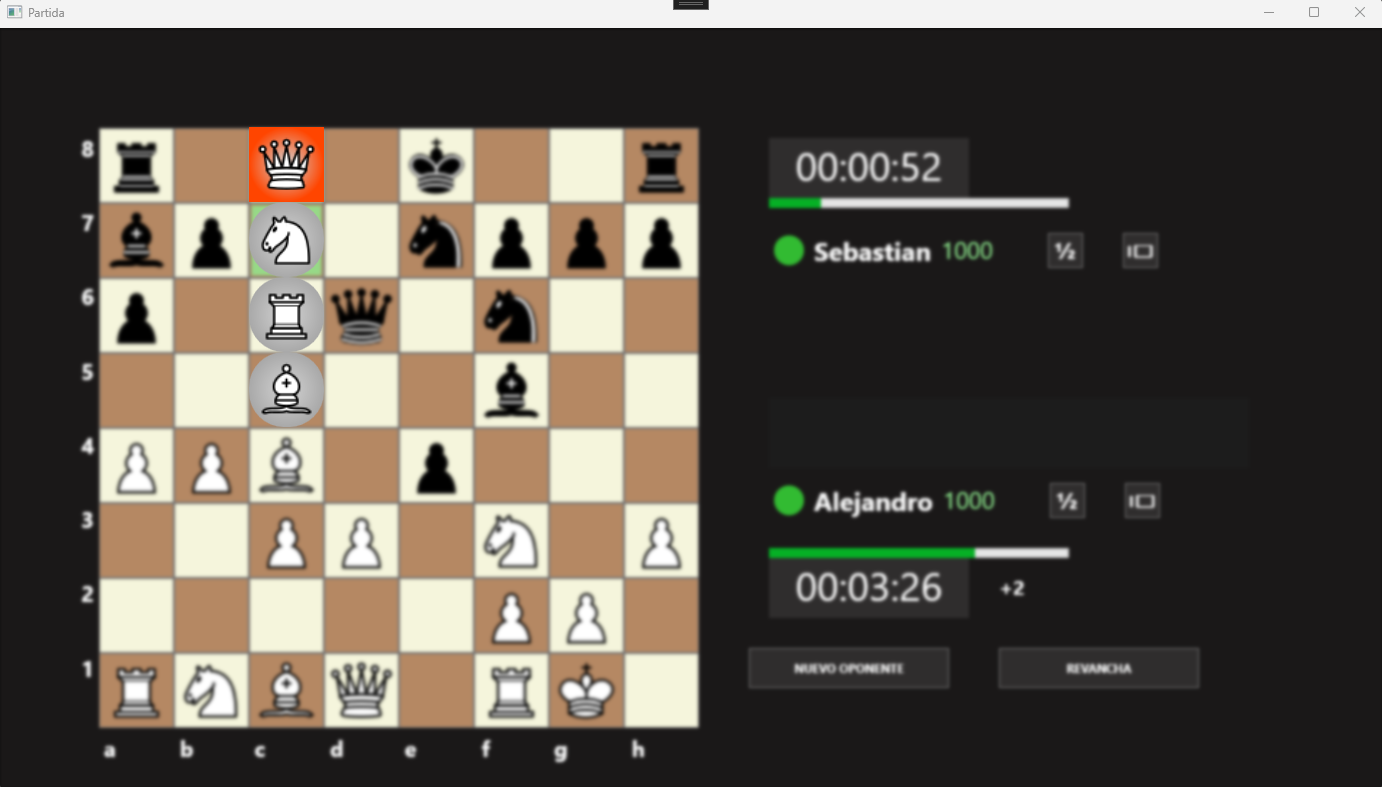 Partida
8
00:00:52
7
Sebastian 1000 ½
6
5
4
Alejandro 1000 ½
3
2
00:03:26 +2
1
NUEVO OPONENTE REVANCHA
a b c d e f g h